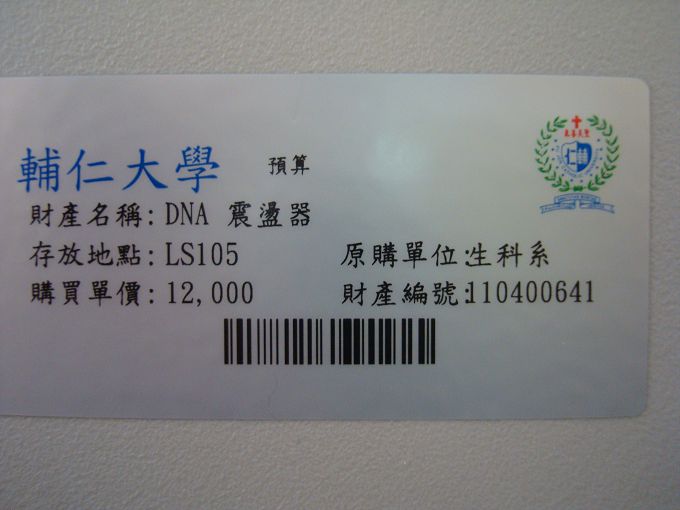 輔仁大學 預算
財產名稱: DNA 震盪器
存放地點: LS105 原購單位:生科系
購買單價: 12,000 財產編號:110400641